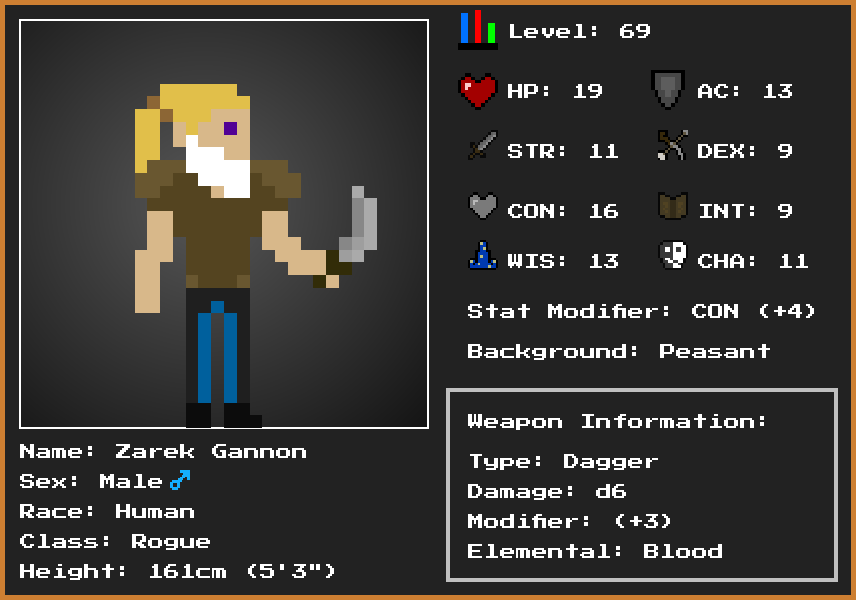 Level: 69
HP: 19 AC: 13
STR: 11 DEX: 9
CON: 16 INT: 9
WIS: 13 CHA: 11
Stat Modifier: CON (+4)
Background: Peasant
Weapon Information:
Type: Dagger
Damage: d6
Modifier: (+3)
Elemental: Blood
Name: Zarek Gannon
Sex: Male ♂
Race: Human
Class: Rogue
Height: 161cm (5'3")